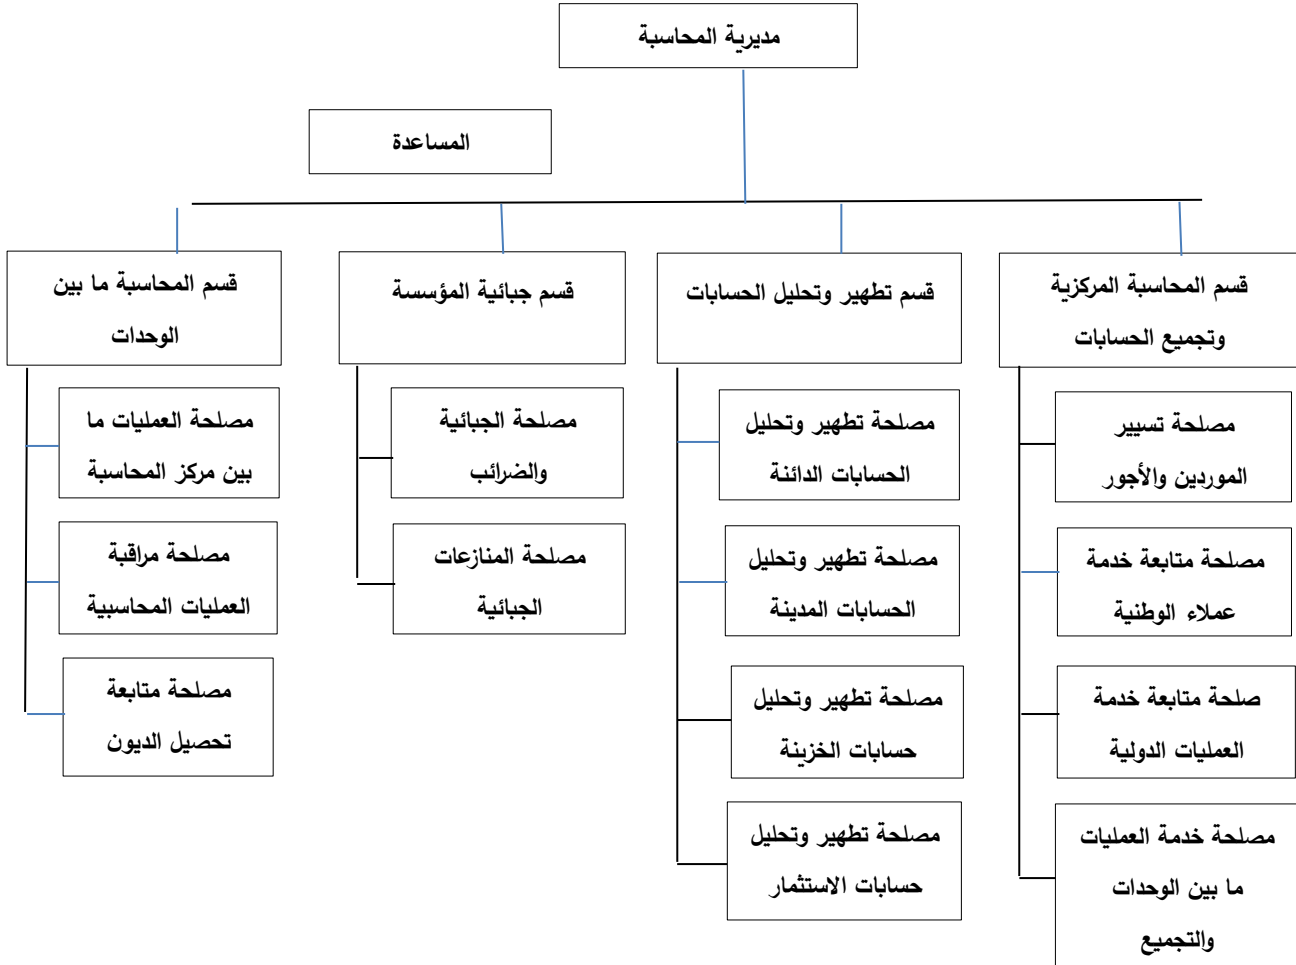 مديرية المحاسبة
المساعدة
قسم المحاسبة المركزية
وتجميع الحسابات
قسم تطهير وتحليل الحسابات
قسم جبائية المؤسسة
قسم المحاسبة ما بين
الوحدات
مصلحة تسيير
الموردين والأجور
مصلحة متابعة خدمة
عملاء الوطنية
صلحة متابعة خدمة
العمليات الدولية
مصلحة خدمة العمليات
ما بين الوحدات
والتجميع
مصلحة تطهير وتحليل
الحسابات الدائنة
مصلحة تطهير وتحليل
الحسابات المدينة
مصلحة تطهير وتحليل
حسابات الخزينة
مصلحة تطهير وتحليل
حسابات الاستثمار
مصلحة الجبائية
والضرائب
مصلحة المنازعات
الجبائية
مصلحة العمليات ما
بين مركز المحاسبة
مصلحة مراقبة
العمليات المحاسبية
مصلحة متابعة
تحصيل الديون